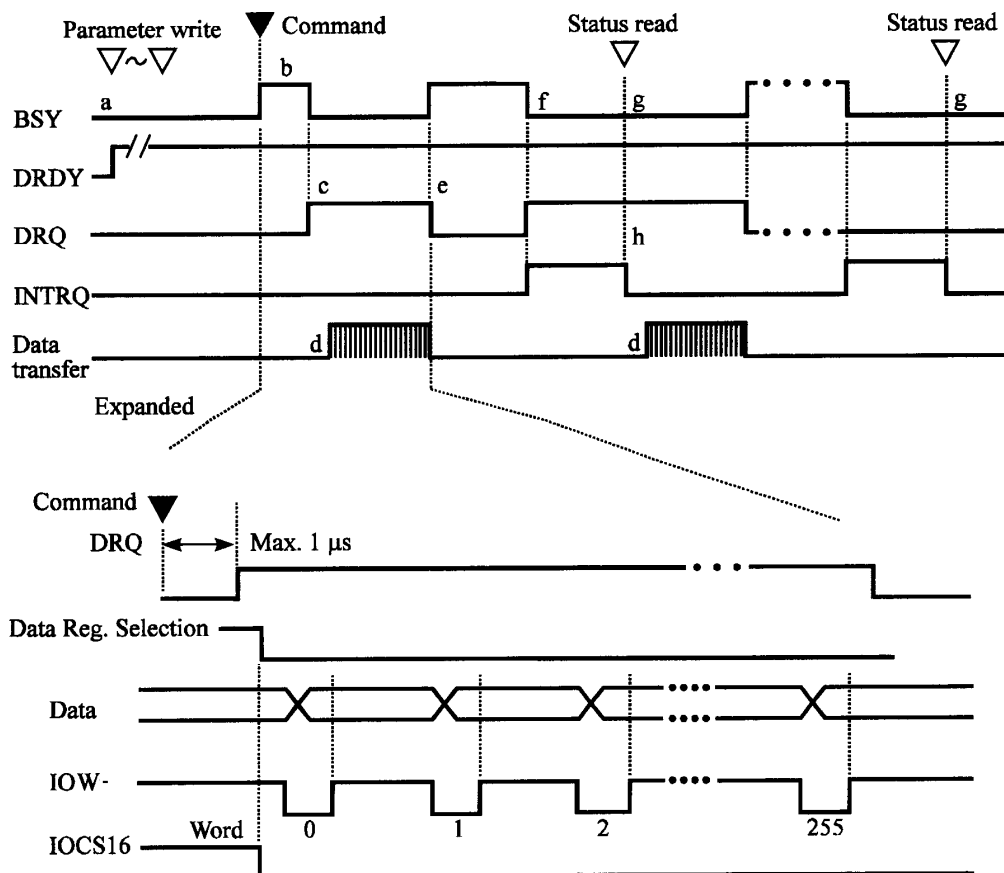 Parameter write
Command
Status read
Status read
b
a
f
g
g
BSY
DRDY
c
e
DRQ
h
INTRQ
Data
transfer
d
d
Expanded
Command
DRQ
Max. 1 μs
Data Reg. Selection
Data
IOW-
Word
0
1
2
255
IOCS16